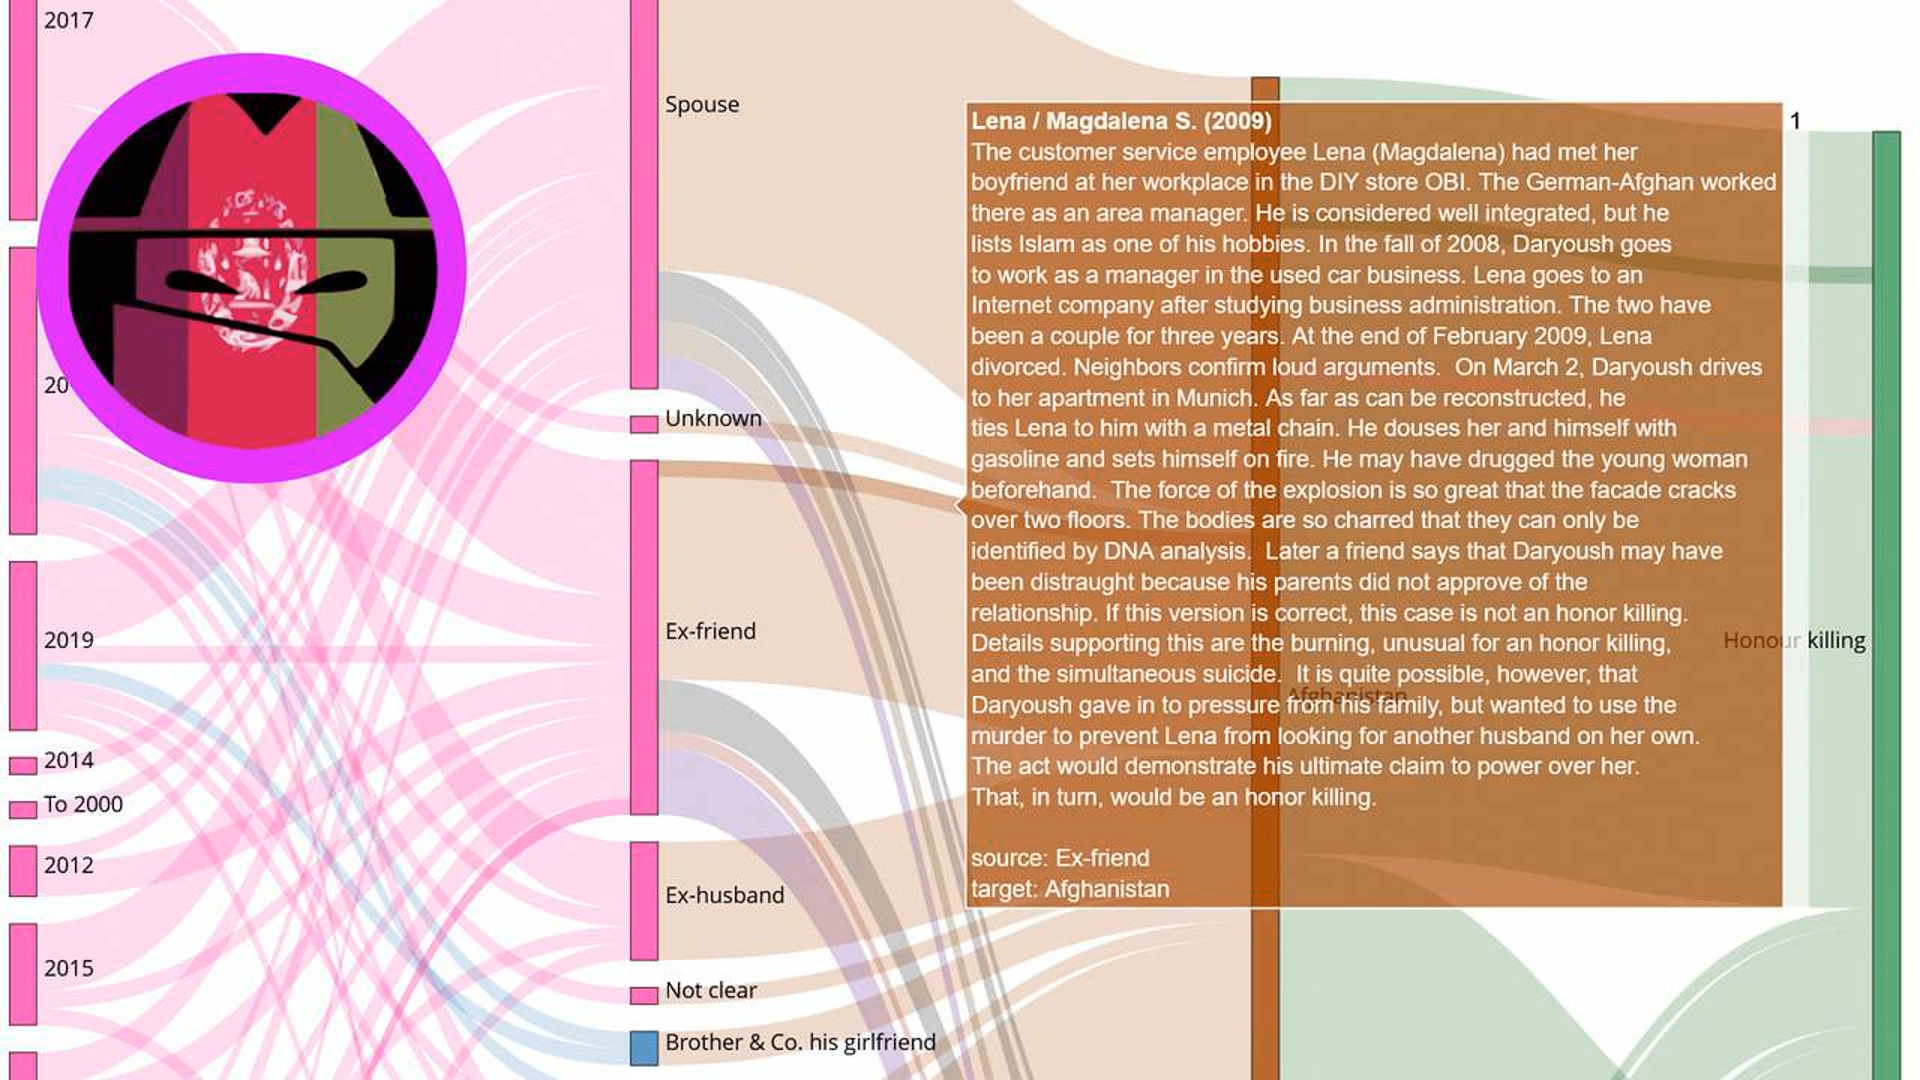 2017
20
2019
2014
To 2000
2012
2015
Spouse
Unknown
Ex-friend
Ex-husband
Not clear
Brother & Co. his girlfriend
Lena / Magdalena S. (2009)
The customer service employee Lena (Magdalena) had met her
boyfriend at her workplace in the DIY store OBI. The German-Afghan worked
there as an area manager. He is considered well integrated, but he
lists Islam as one of his hobbies. In the fall of 2008, Daryoush goes
to work as a manager in the used car business. Lena goes to an
Internet company after studying business administration. The two have
been a couple for three years. At the end of February 2009, Lena
divorced. Neighbors confirm loud arguments.  On March 2, Daryoush drives
to her apartment in Munich. As far as can be reconstructed, he
ties Lena to him with a metal chain. He douses her and himself with
gasoline and sets himself on fire. He may have drugged the young woman
beforehand.  The force of the explosion is so great that the facade cracks
over two floors. The bodies are so charred that they can only be
identified by DNA analysis.  Later a friend says that Daryoush may have
been distraught because his parents did not approve of the
relationship. If this version is correct, this case is not an honor killing.
Details supporting this are the burning, unusual for an honor killing,
and the simultaneous suicide.  It is quite possible, however, that
Daryoush gave in to pressure from his family, but wanted to use the
murder to prevent Lena from looking for another husband on her own.
The act would demonstrate his ultimate claim to power over her.
That, in turn, would be an honor killing.
source: Ex-friend
target: Afghanistan
Afghanistan
1
Honour killing